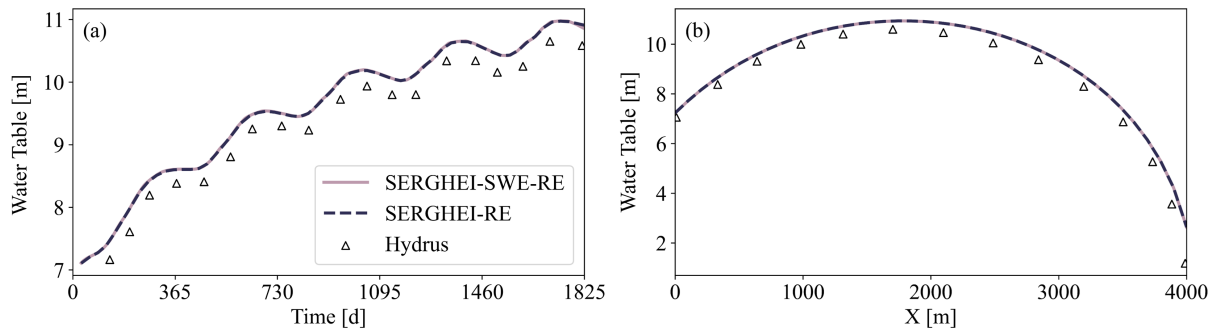 (a)
Water Table [m]
11
10
9
8
7
0 365 730 1095 1460 1825
Time [d]
SERGHEI-SWE-RE
SERGHEI-RE
Hydrus
(b)
Water Table [m]
10
8
6
4
2
0 1000 2000 3000 4000
X [m]